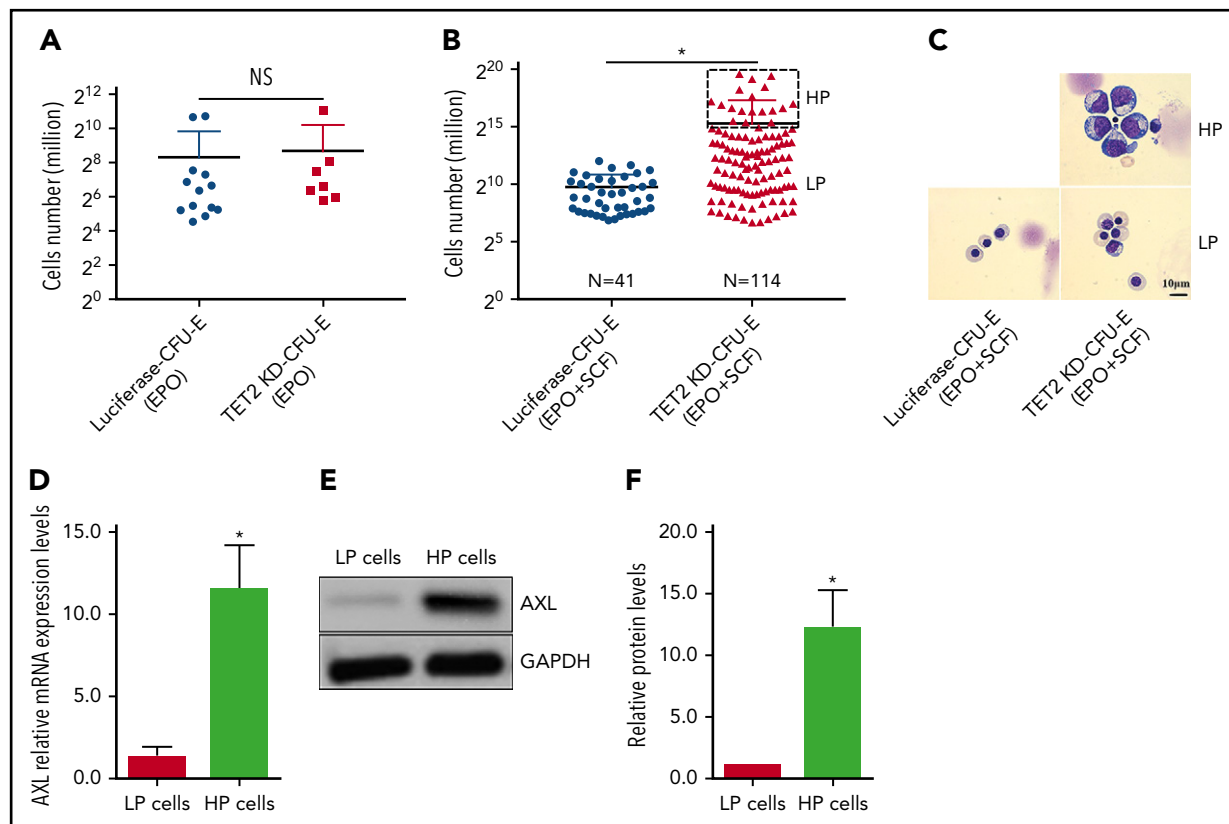 A
NS
Cells number (million)
2^12
2^10
2^8
2^6
2^4
2^2
2^0
Luciferase-CFU-E
(EPO)
TET2 KD-CFU-E
(EPO)
B
*
Cells number (million)
2^20
2^15
2^10
2^5
2^0
HP
LP
N=41
N=114
Luciferase-CFU-E
(EPO+SCF)
TET2 KD-CFU-E
(EPO+SCF)
C
HP
LP
10μm
Luciferase-CFU-E
(EPO+SCF)
TET2 KD-CFU-E
(EPO+SCF)
D
AXL relative mRNA expression levels
15.0
10.0
5.0
0.0
*
LP cells
HP cells
E
LP cells
HP cells
AXL
GAPDH
F
Relative protein levels
20.0
15.0
10.0
5.0
0.0
*
LP cells
HP cells